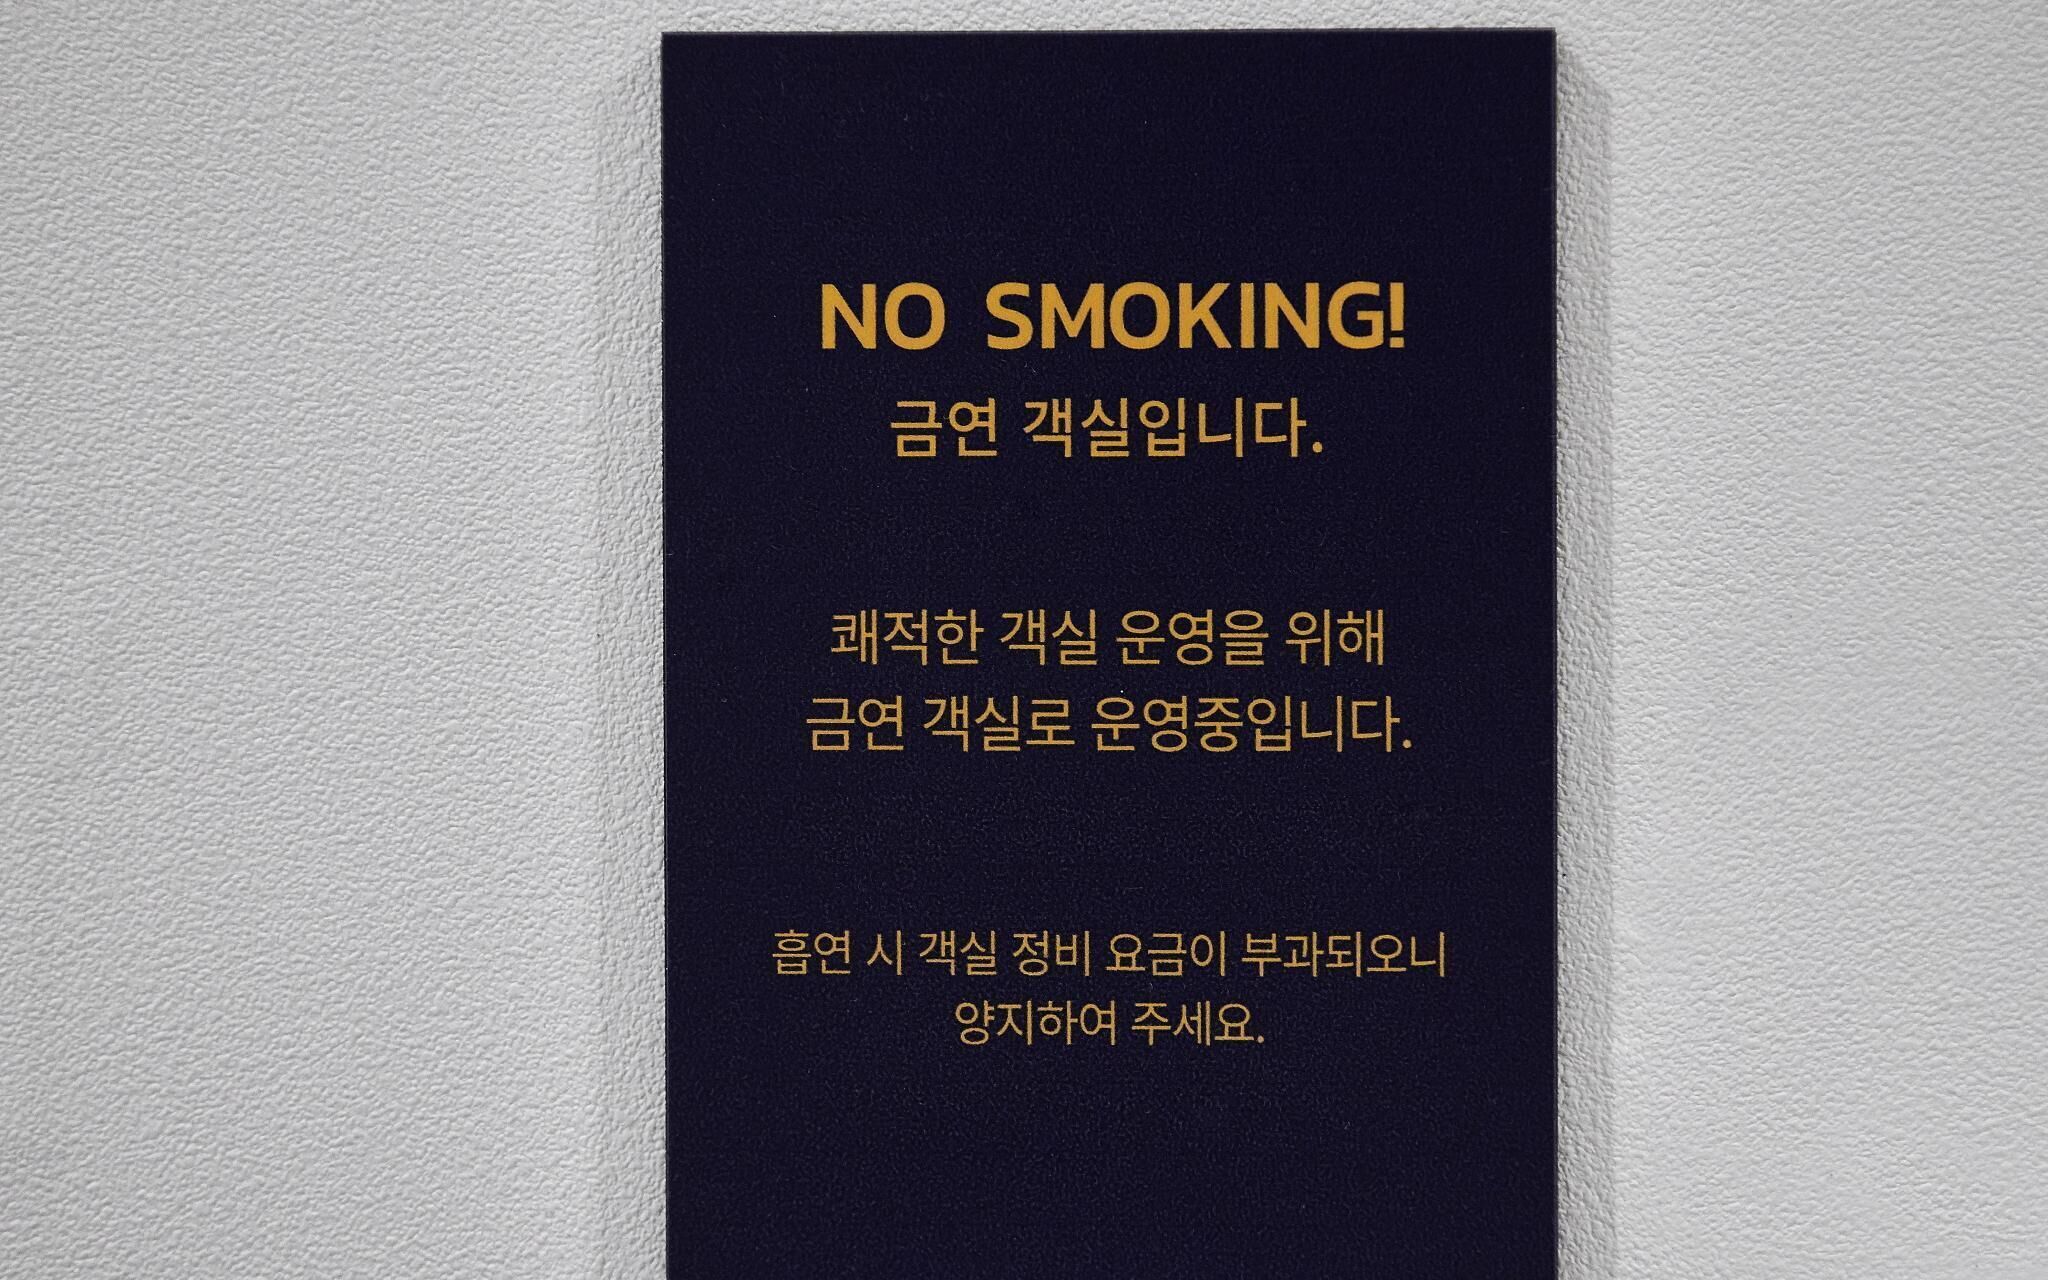 NO SMOKING!
금연 객실입니다.
쾌적한 객실 운영을 위해
금연 객실로 운영중입니다.
흡연 시 객실 정비 요금이 부과되오니
양지하여 주세요.